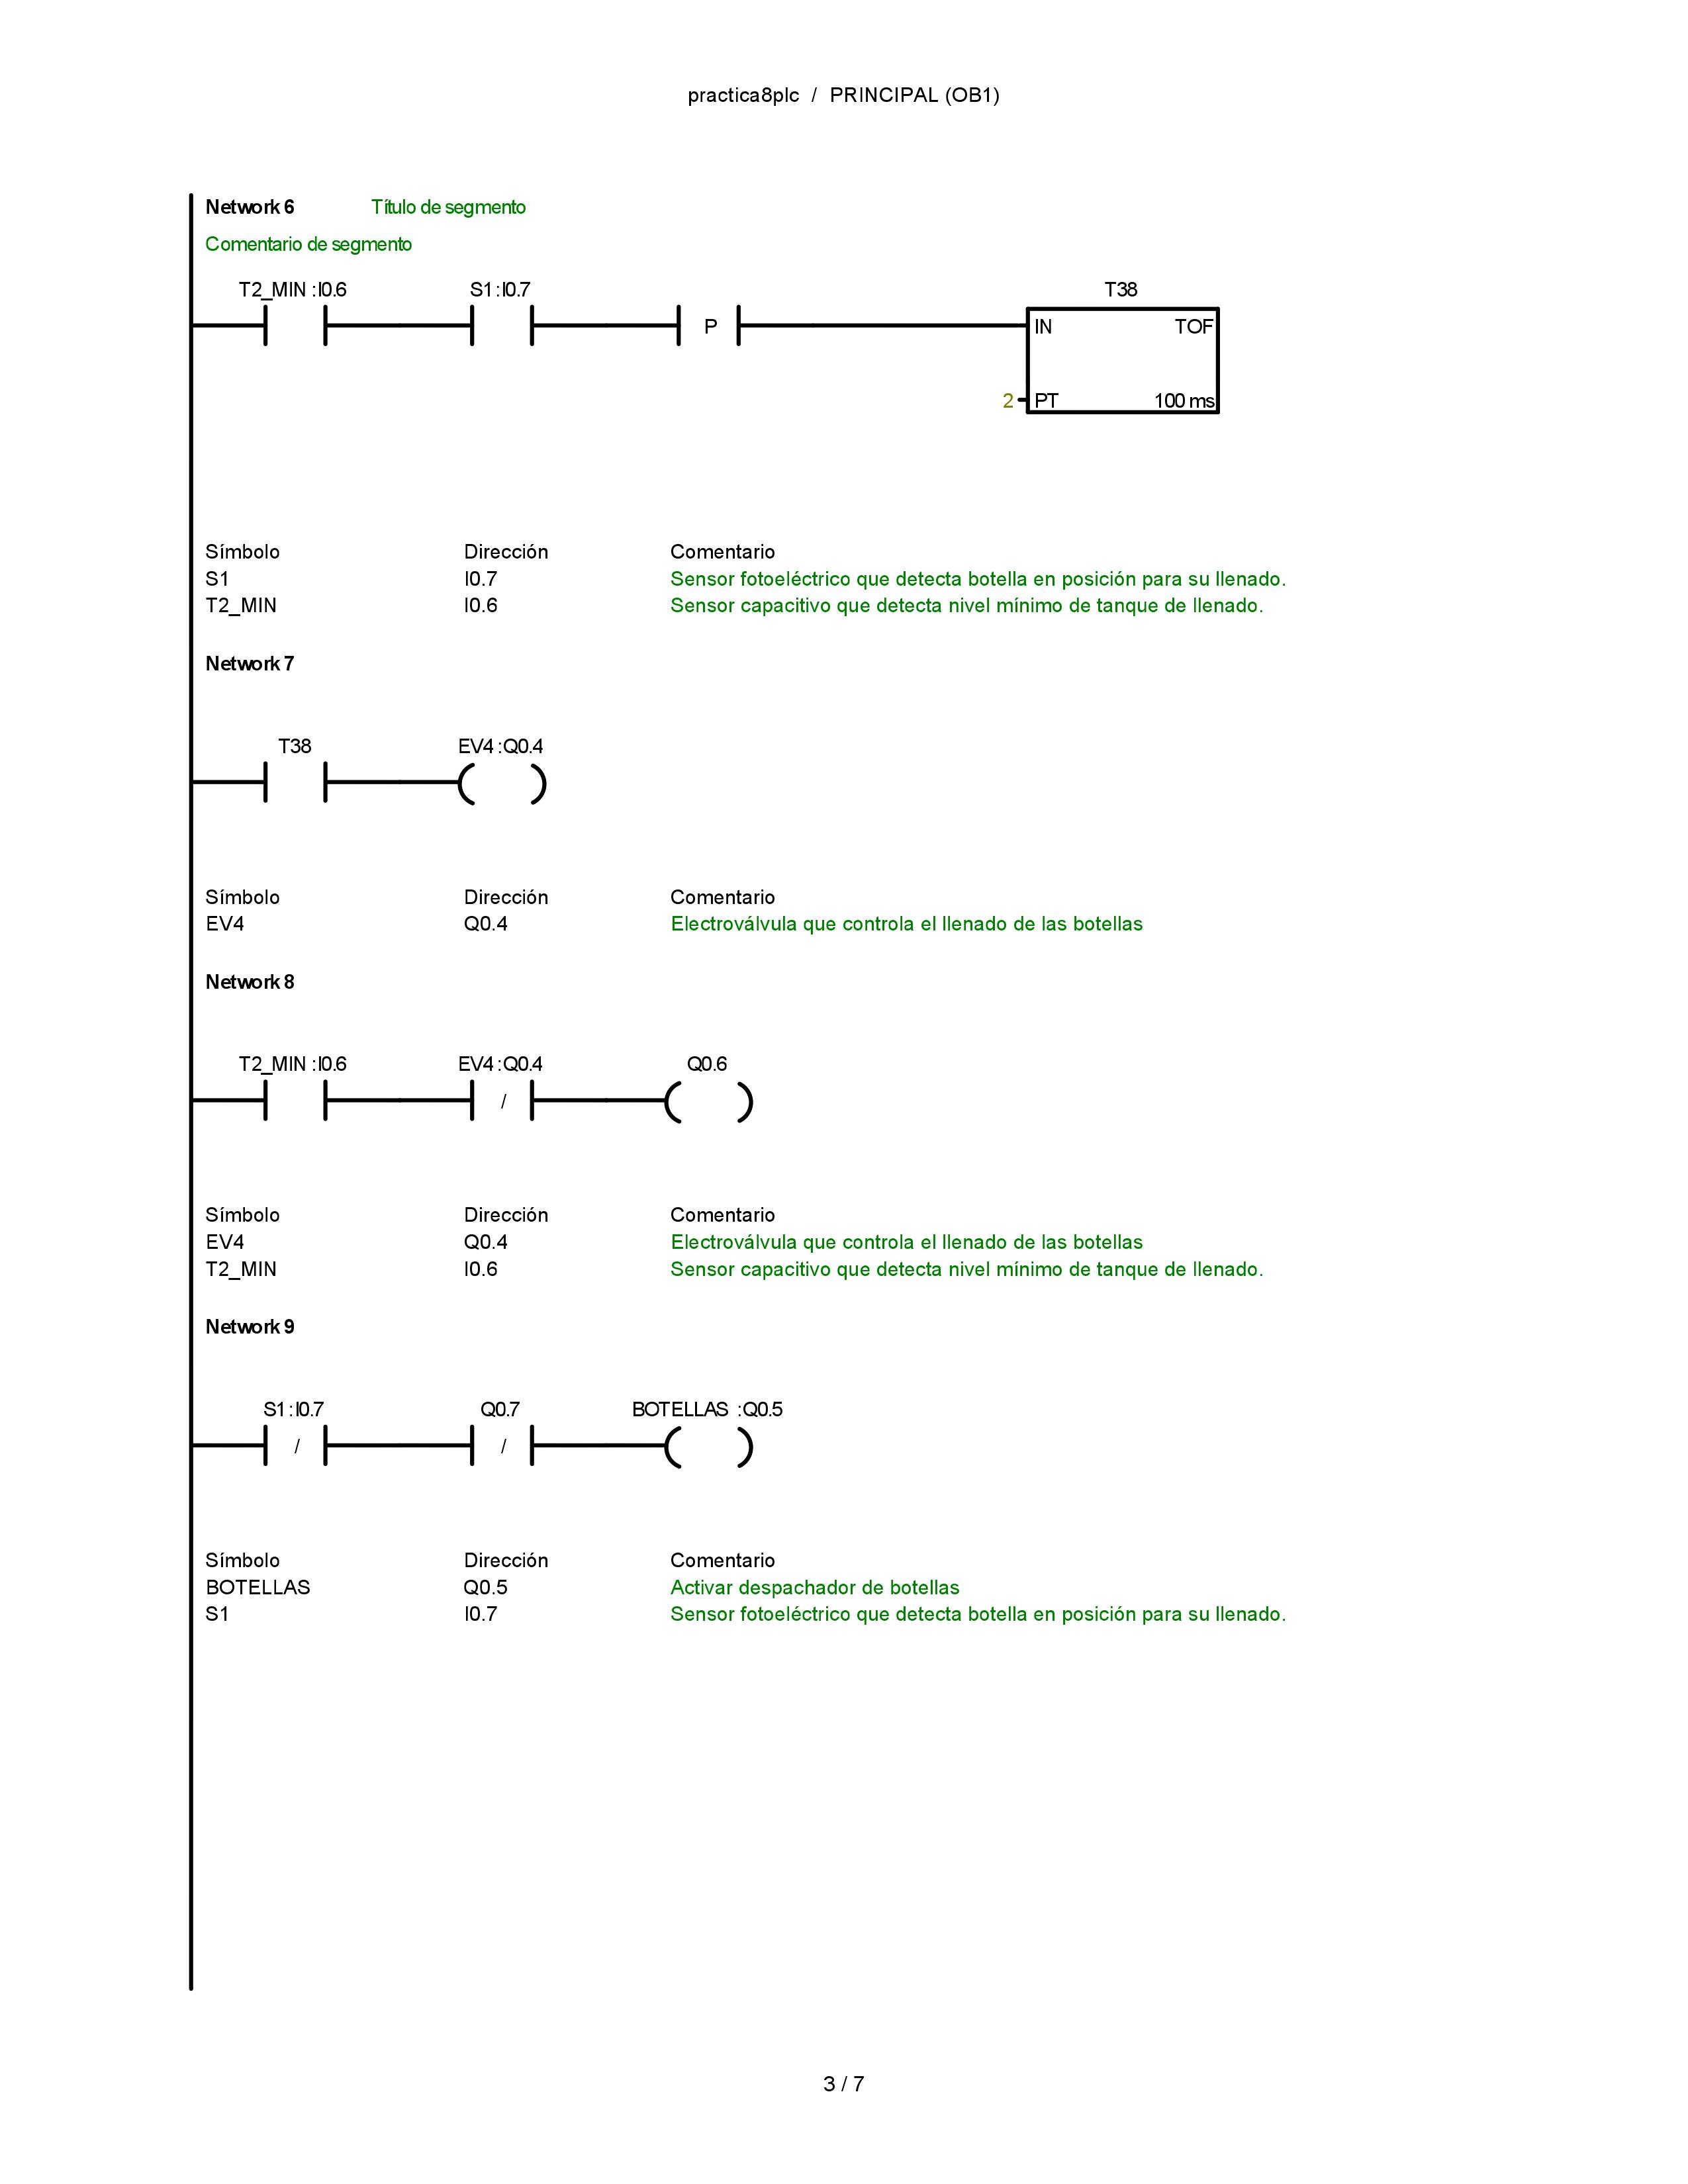 practica8plc / PRINCIPAL (OB1)
Network 6 Título de segmento
Comentario de segmento
T2_MIN :I0.6 S1:I0.7 T38
P IN TOF
2 PT 100 ms
Símbolo Dirección Comentario
S1 I0.7 Sensor fotoeléctrico que detecta botella en posición para su llenado.
T2_MIN I0.6 Sensor capacitivo que detecta nivel mínimo de tanque de llenado.
Network 7
T38 EV4:Q0.4
Símbolo Dirección Comentario
EV4 Q0.4 Electroválvula que controla el llenado de las botellas
Network 8
T2_MIN :I0.6 EV4:Q0.4 Q0.6
/
Símbolo Dirección Comentario
EV4 Q0.4 Electroválvula que controla el llenado de las botellas
T2_MIN I0.6 Sensor capacitivo que detecta nivel mínimo de tanque de llenado.
Network 9
S1:I0.7 Q0.7 BOTELLAS :Q0.5
/ /
Símbolo Dirección Comentario
BOTELLAS Q0.5 Activar despachador de botellas
S1 I0.7 Sensor fotoeléctrico que detecta botella en posición para su llenado.
3 / 7